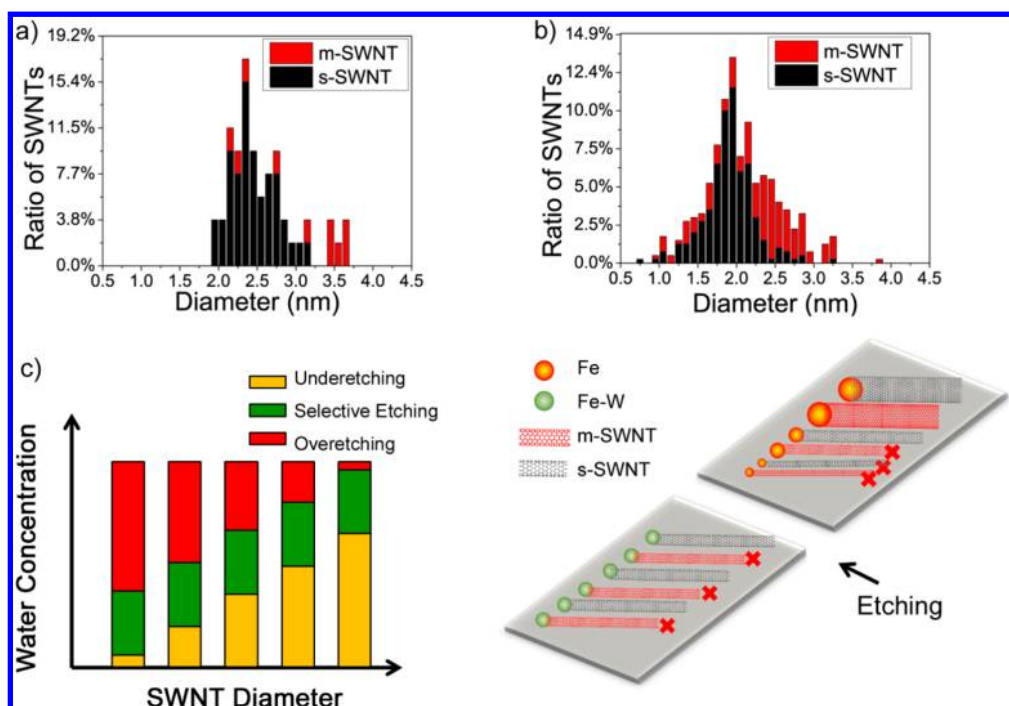 a)
19.2%
15.4%
11.5%
7.7%
3.8%
0.0%
Ratio of SWNTs
m-SWNT
s-SWNT
0.5 1.0 1.5 2.0 2.5 3.0 3.5 4.0 4.5
Diameter (nm)
b)
14.9%
12.4%
7.5%
5.0%
2.5%
0.0%
Ratio of SWNTs
m-SWNT
s-SWNT
0.5 1.0 1.5 2.0 2.5 3.0 3.5 4.0 4.5
Diameter (nm)
c)
Underetching
Selective Etching
Overetching
Water Concentration
SWNT Diameter
Fe
Fe-W
m-SWNT
s-SWNT
Etching